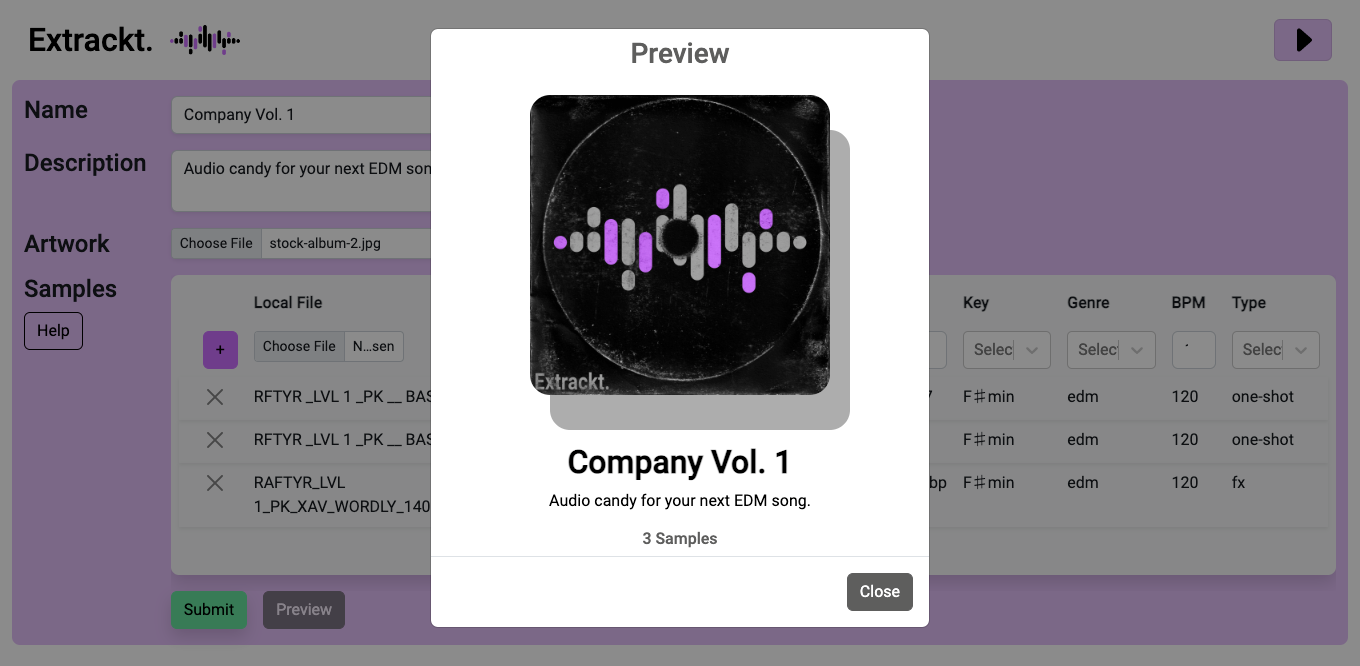 Extrackt.
Preview
Name
Company Vol. 1
Description
Audio candy for your next EDM son
Artwork
Choose File stock-album-2.jpg
Samples
Help
Local File Key Genre BPM Type
+ Choose File N...sen Selec Selec Selec
RFTYR _LVL 1 _PK __ BAS 7 F♯min edm 120 one-shot
RFTYR _LVL 1 _PK __ BAS F♯min edm 120 one-shot
RAFTYR_LVL bp F♯min edm 120 fx
1_PK_XAV_WORDLY_140
Submit Preview
Extrackt.
Company Vol. 1
Audio candy for your next EDM song.
3 Samples
Close